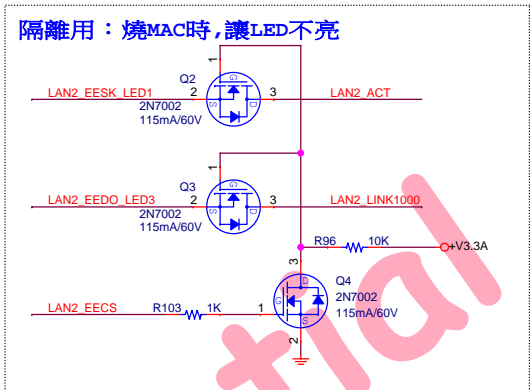 隔離用：燒MAC時,讓LED不亮
1
Q2
G
LAN2_EESK_LED1 2 S D 3 LAN2_ACT
2N7002
115mA/60V
1
Q3
G
LAN2_EEDO_LED3 2 S D 3 LAN2_LINK1000
2N7002
115mA/60V
R96 10K +V3.3A
3
D Q4
2N7002
LAN2_EECS R103 1K 1 G 115mA/60V
S
2
tial